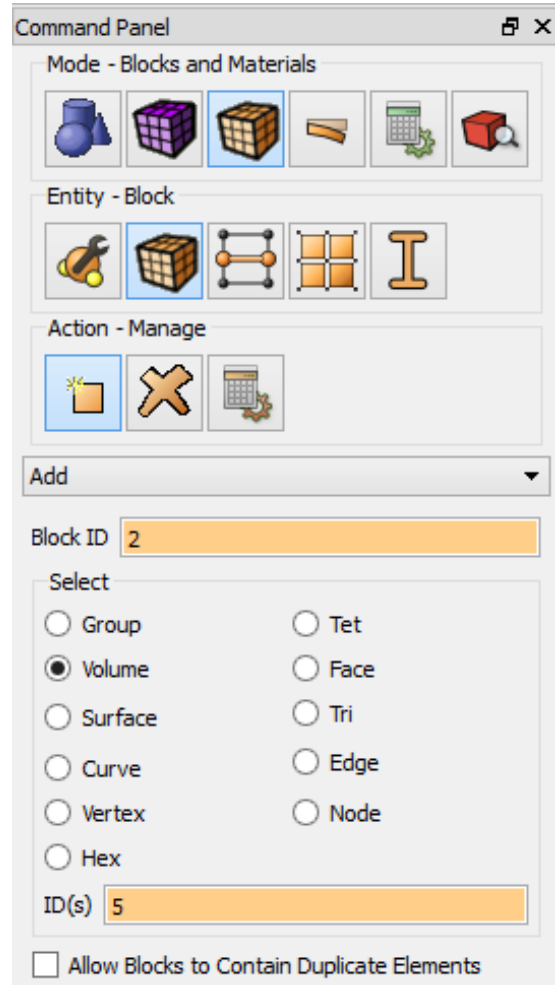 Command Panel
Mode - Blocks and Materials
Entity - Block
Action - Manage
Add
Block ID 2
Select
Group Tet
Volume Face
Surface Tri
Curve Edge
Vertex Node
Hex
ID(s) 5
Allow Blocks to Contain Duplicate Elements